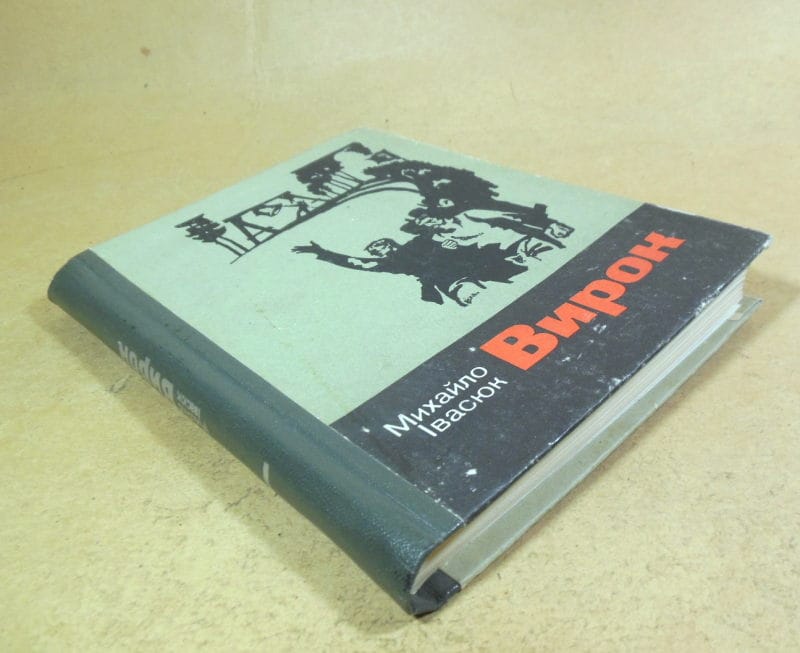 Михайло
Івасюк
Вирон
Вирон